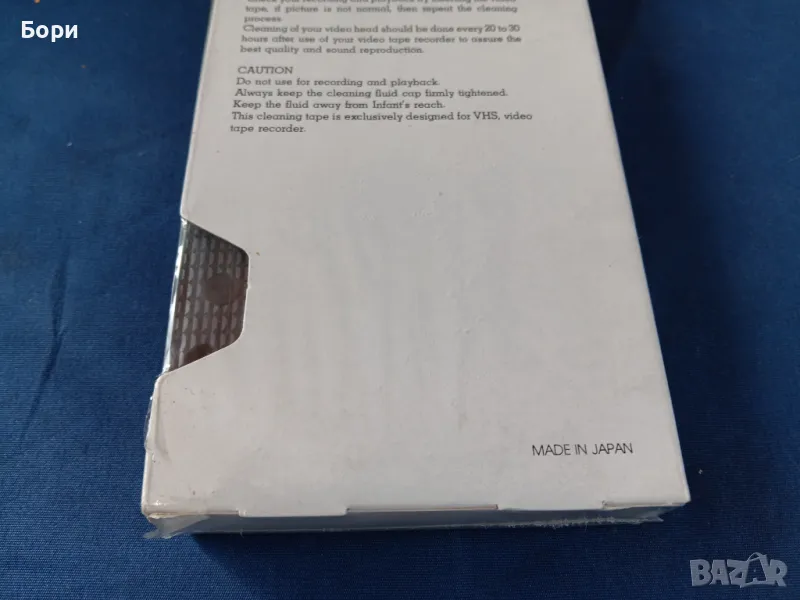 Бори
tape, if picture is not normal, then repeat the cleaning
process.
Cleaning of your video head should be done every 20 to 30
hours after use of your video tape recorder to assure the
best quality and sound reproduction.
CAUTION
Do not use for recording and playback.
Always keep the cleaning fluid cap firmly tightened.
Keep the fluid away from Infant's reach.
This cleaning tape is exclusively designed for VHS, video
tape recorder.
MADE IN JAPAN
BAZAR